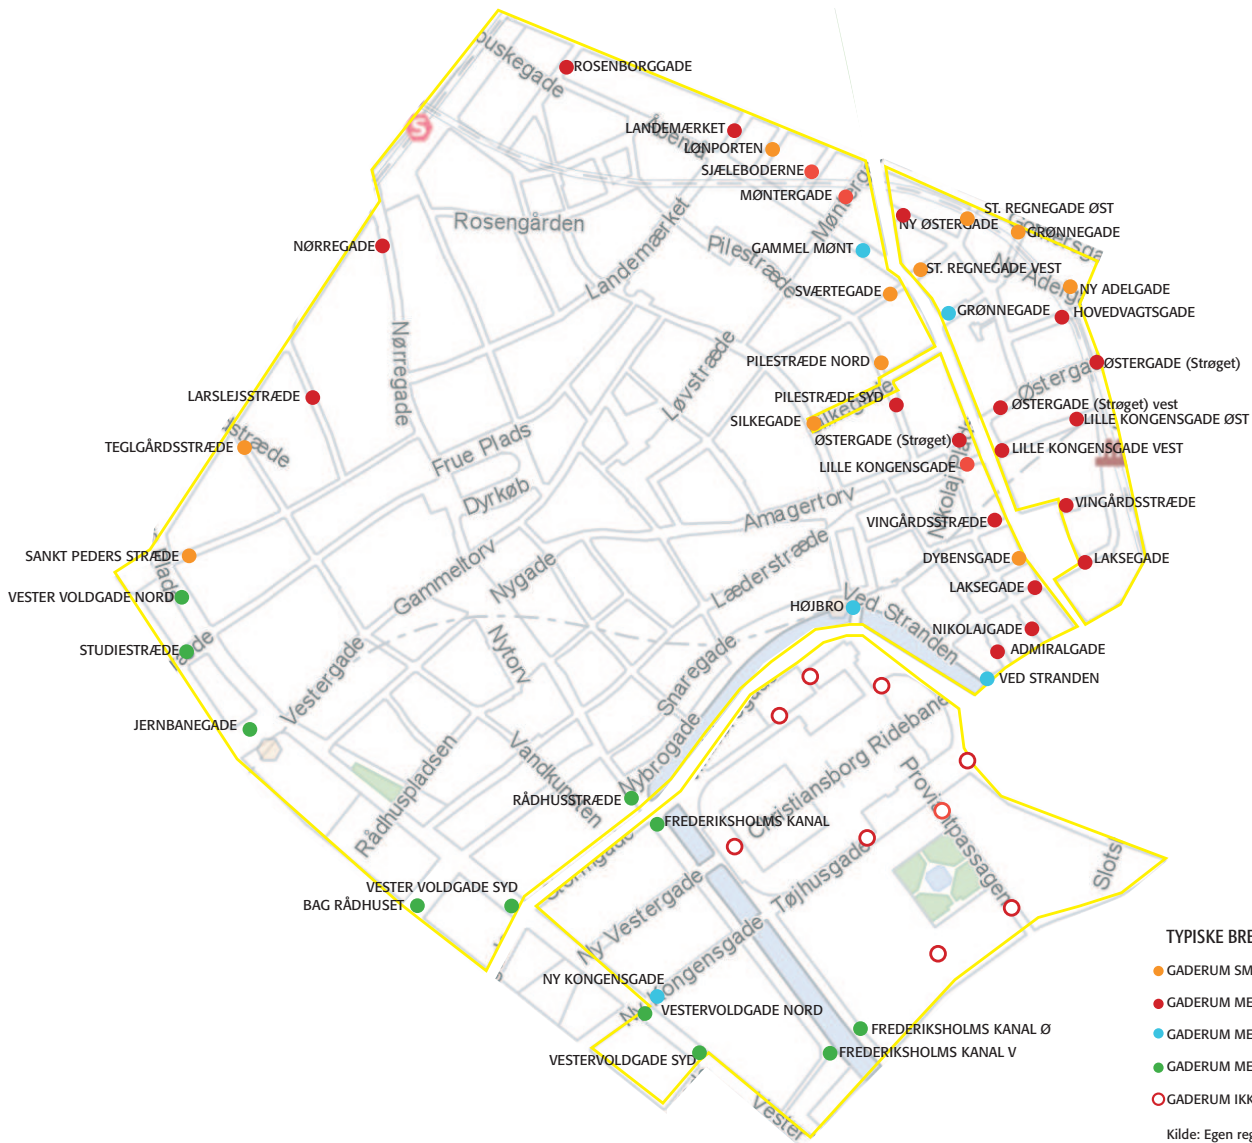 ouskegade
ROSENBORGGADE
S
Åbenrå
LANDEMÆRKET
LØNPORTEN
SJÆLEBODERNE
MØNTERGADE
Rosengården
Landemærket
Pilestræde
NØRREGADE
GAMMEL MØNT
NY ØSTERGADE
ST. REGNEGADE ØST
GRØNNEGADE
ST. REGNEGADE VEST
SVÆRTEGADE
NY ADELGADE
GRØNNEGADE
HOVEDVAGTSGADE
Nørregade
Løvstræde
PILESTRÆDE NORD
ØSTERGADE (Strøget)
LARSLEJSSTRÆDE
PILESTRÆDE SYD
ØSTERGADE (Strøget) vest
SILKEGADE
LILLE KONGENSGADE ØST
TEGLGÅRDSSTRÆDE
Frue Plads
ØSTERGADE (Strøget)
LILLE KONGENSGADE VEST
LILLE KONGENSGADE
Dyrkøb
Amagertorv
VINGÅRDSSTRÆDE
VINGÅRDSSTRÆDE
SANKT PEDERS STRÆDE
Gammeltorv
Nygade
Læderstræde
DYBENSGADE
LAKSEGADE
VESTER VOLDGADE NORD
LAKSEGADE
HØJBRO
Ved Stranden
NIKOLAJGADE
STUDIESTRÆDE
Nytorv
Snaregade
ADMIRALGADE
VED STRANDEN
Vestergade
JERNBANEGADE
Rådhuspladsen
Vandkunsten
Nybrogade
Christiansborg Ridebane
RÅDHUSSTRÆDE
FREDERIKSHOLMS KANAL
Proviantpassagen
Slots
VESTER VOLDGADE SYD
BAG RÅDHUSET
Ny Vestergade
Tøjhusgade
TYPISKE BRE
GADERUM SM
NY KONGENSGADE
GADERUM ME
VESTERVOLDGADE NORD
FREDERIKSHOLMS KANAL Ø
GADERUM ME
VESTERVOLDGADE SYD
FREDERIKSHOLMS KANAL V
GADERUM ME
GADERUM IKK
Vester
Kilde: Egen reg